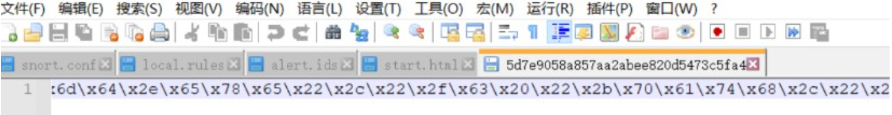 文件(F) 编辑(E) 搜索(S) 视图(V) 编码(N) 语言(L) 设置(T) 工具(O) 宏(M) 运行(R) 插件(P) 窗口(W) ?
snort.conf local.rules alert.ids start.html 5d7e9058a857aa2abee820d5473c5fa4
1 x6d\x64\x2e\x65\x78\x65\x22\x2c\x22\x2f\x63\x20\x22\x2b\x70\x61\x74\x68\x2c\x22\x2